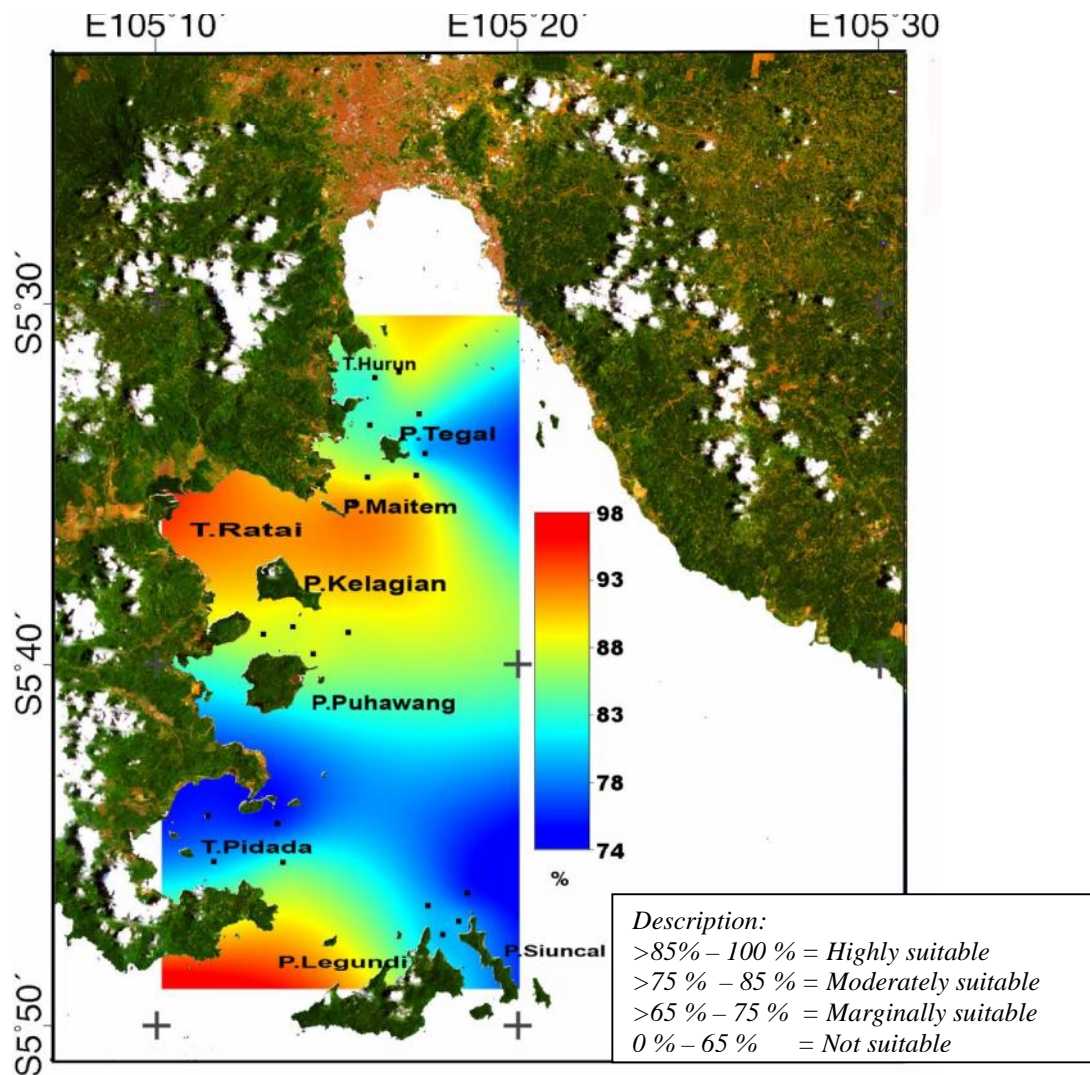 E105°10´ E105°20´ E105°30´
S5°30´
T.Hurun
P.Tegal
P.Maitem
T.Ratai
P.Kelagian
S5°40´
P.Puhawang
T.Pidada
P.Legundi
P.Siuncal
S5°50´
98
93
88
83
78
74
%
Description:
>85% – 100 % = Highly suitable
>75 % – 85 % = Moderately suitable
>65 % – 75 % = Marginally suitable
0 % – 65 % = Not suitable